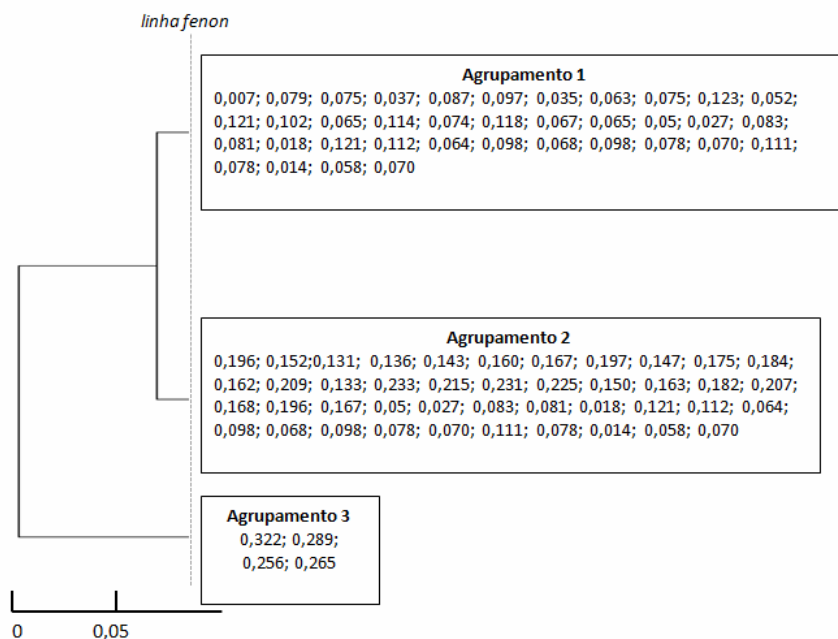 linha fenon
Agrupamento 1
0,007; 0,079; 0,075; 0,037; 0,087; 0,097; 0,035; 0,063; 0,075; 0,123; 0,052;
0,121; 0,102; 0,065; 0,114; 0,074; 0,118; 0,067; 0,065; 0,05; 0,027; 0,083;
0,081; 0,018; 0,121; 0,112; 0,064; 0,098; 0,068; 0,098; 0,078; 0,070; 0,111;
0,078; 0,014; 0,058; 0,070
Agrupamento 2
0,196; 0,152;0,131; 0,136; 0,143; 0,160; 0,167; 0,197; 0,147; 0,175; 0,184;
0,162; 0,209; 0,133; 0,233; 0,215; 0,231; 0,225; 0,150; 0,163; 0,182; 0,207;
0,168; 0,196; 0,167; 0,05; 0,027; 0,083; 0,081; 0,018; 0,121; 0,112; 0,064;
0,098; 0,068; 0,098; 0,078; 0,070; 0,111; 0,078; 0,014; 0,058; 0,070
Agrupamento 3
0,322; 0,289;
0,256; 0,265
0 0,05